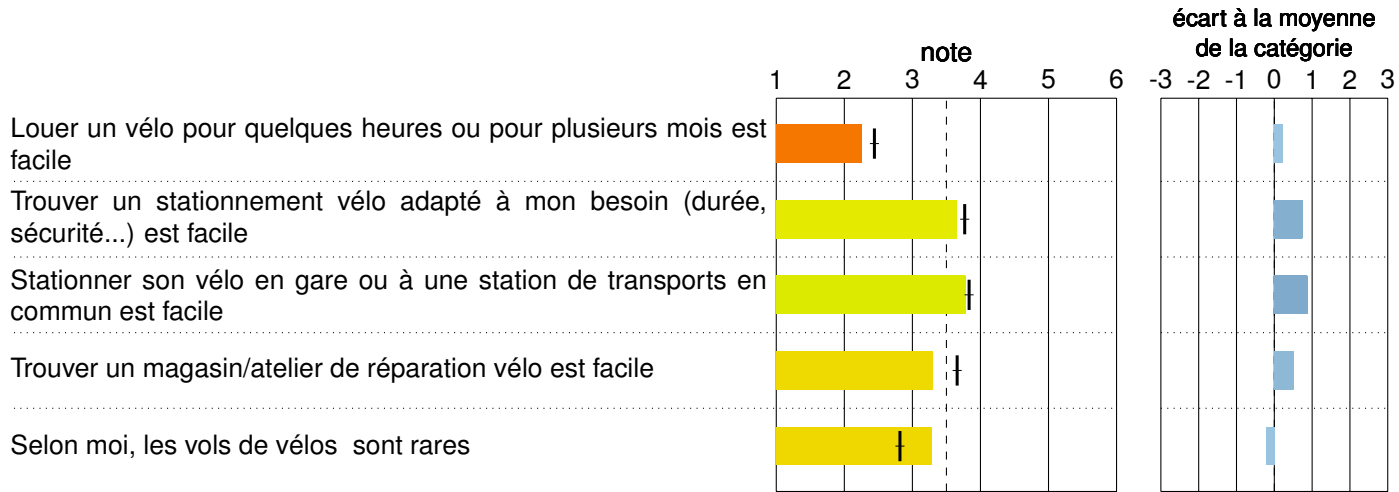 écart à la moyenne
note de la catégorie
1 2 3 4 5 6 -3 -2 -1 0 1 2 3
Louer un vélo pour quelques heures ou pour plusieurs mois est
facile
Trouver un stationnement vélo adapté à mon besoin (durée,
sécurité...) est facile
Stationner son vélo en gare ou à une station de transports en
commun est facile
Trouver un magasin/atelier de réparation vélo est facile
Selon moi, les vols de vélos sont rares